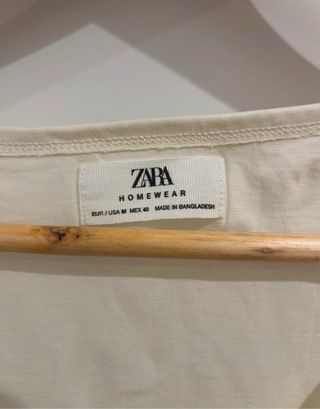 ZARA
HOMEWEAR
EUR / USA M MEX 40 MADE IN BANGLADESH